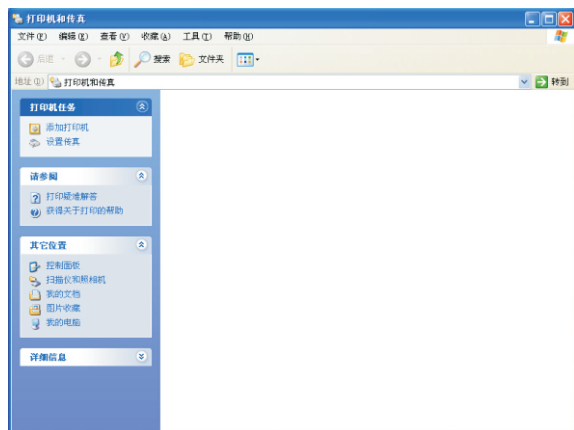 打印机和传真
文件(F) 编辑(E) 查看(V) 收藏(A) 工具(T) 帮助(H)
后退 搜索 文件夹
地址(D) 打印机和传真 转到
打印机任务
添加打印机
设置传真
请参阅
打印疑难解答
获得关于打印的帮助
其它位置
控制面板
扫描仪和照相机
我的文档
图片收藏
我的电脑
详细信息